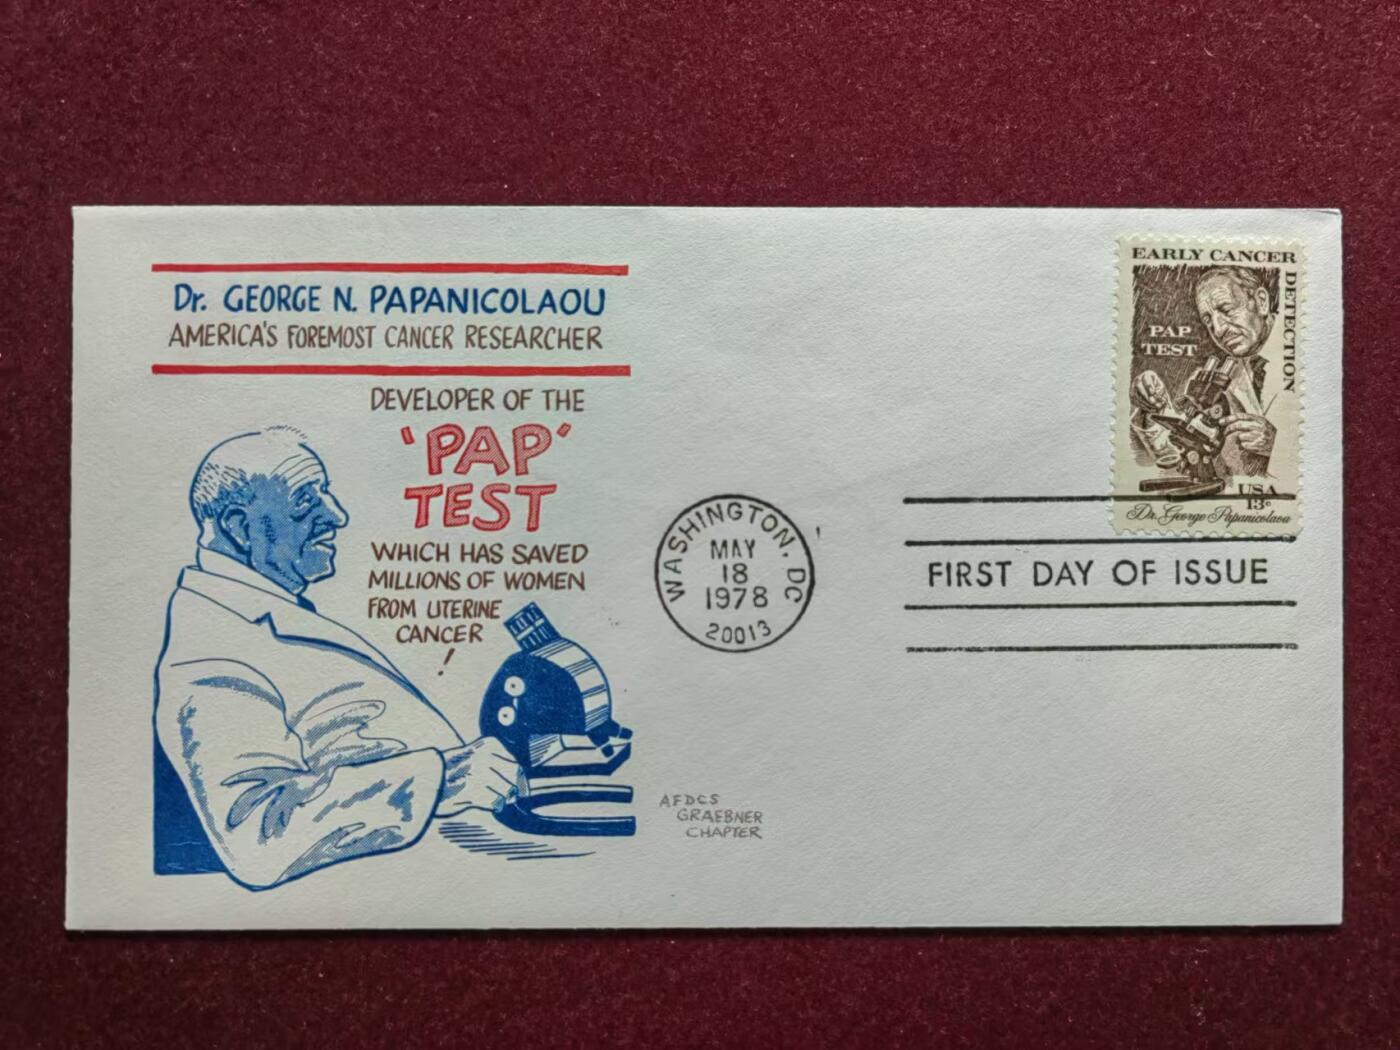 Dr. GEORGE N. PAPANICOLAOU
AMERICA'S FOREMOST CANCER RESEARCHER
DEVELOPER OF THE
'PAP'
TEST
WHICH HAS SAVED
MILLIONS OF WOMEN
FROM UTERINE
CANCER
!
AFDCS
GRAEBNER
CHAPTER
WASHINGTON, DC
MAY
18
1978
20013
EARLY CANCER
DETECTION
PAP
TEST
USA
13c
Dr. George Papanicolaou
FIRST DAY OF ISSUE